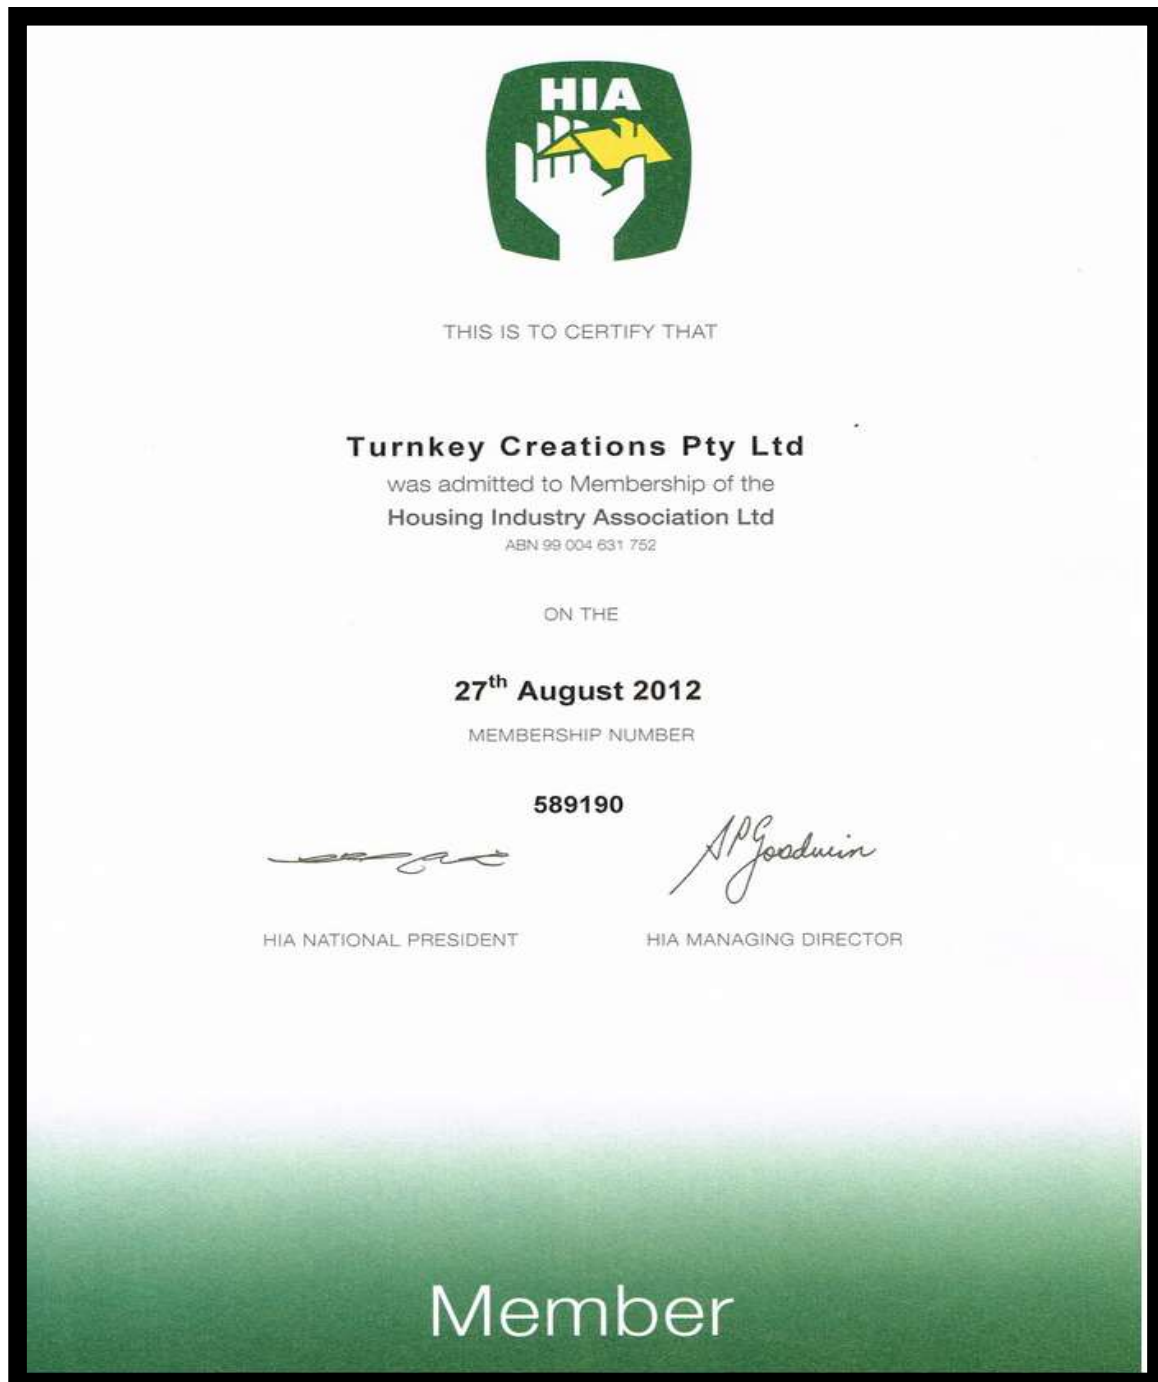 HIA
THIS IS TO CERTIFY THAT
Turnkey Creations Pty Ltd
was admitted to Membership of the
Housing Industry Association Ltd
ABN 99 004 631 752
ON THE
27th August 2012
MEMBERSHIP NUMBER
589190
APGoodwin
HIA NATIONAL PRESIDENT HIA MANAGING DIRECTOR
Member